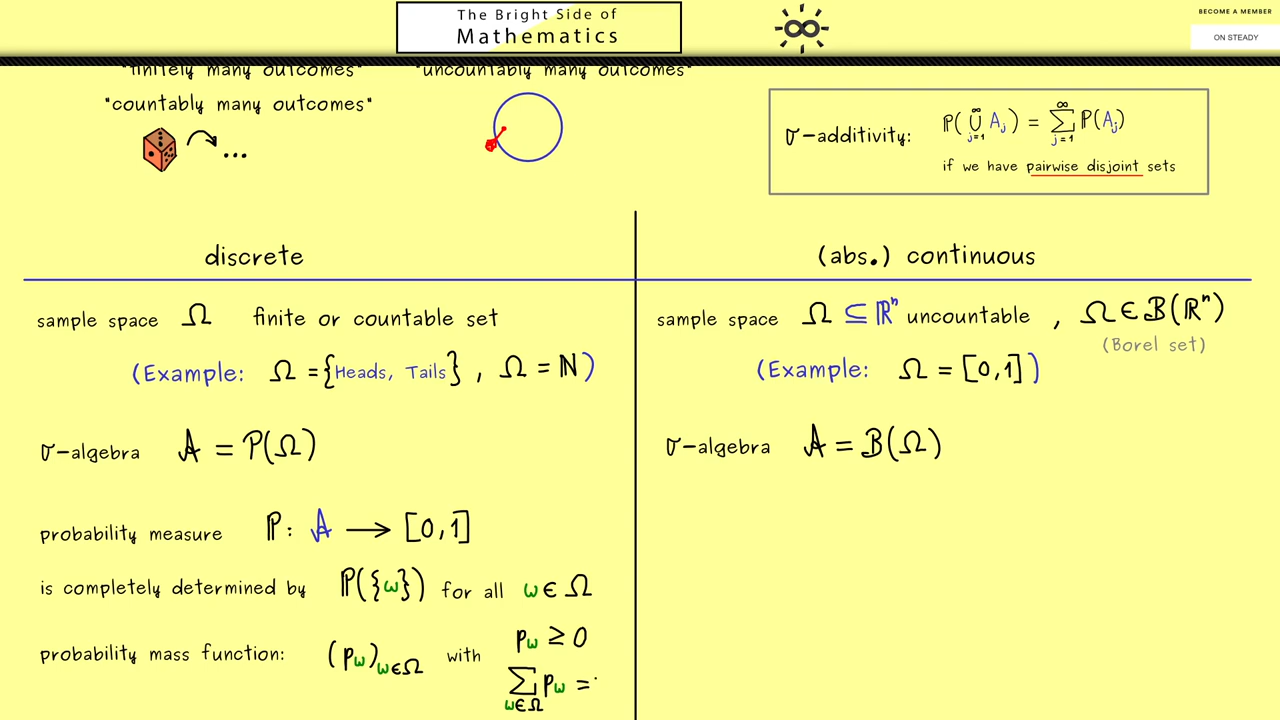 The Bright Side of
Mathematics
BECOME A MEMBER
ON STEADY
"finitely many outcomes"
"uncountably many outcomes"
"countably many outcomes"
...
σ-additivity: ℙ( ⋃_{j=1}^{∞} A_j ) = ∑_{j=1}^{∞} ℙ(A_j)
if we have pairwise disjoint sets
discrete
sample space Ω finite or countable set
(Example: Ω = {Heads, Tails} , Ω = ℕ)
σ-algebra 𝒜 = 𝒫(Ω)
probability measure ℙ : 𝒜 ⟶ [0,1]
is completely determined by ℙ({ω}) for all ω ∈ Ω
probability mass function: (p_ω)_{ω∈Ω} with p_ω ≥ 0
∑_{ω∈Ω} p_ω =
(abs.) continuous
sample space Ω ⊆ ℝⁿ uncountable , Ω ∈ ℬ(ℝⁿ)
(Borel set)
(Example: Ω = [0,1])
σ-algebra 𝒜 = ℬ(Ω)